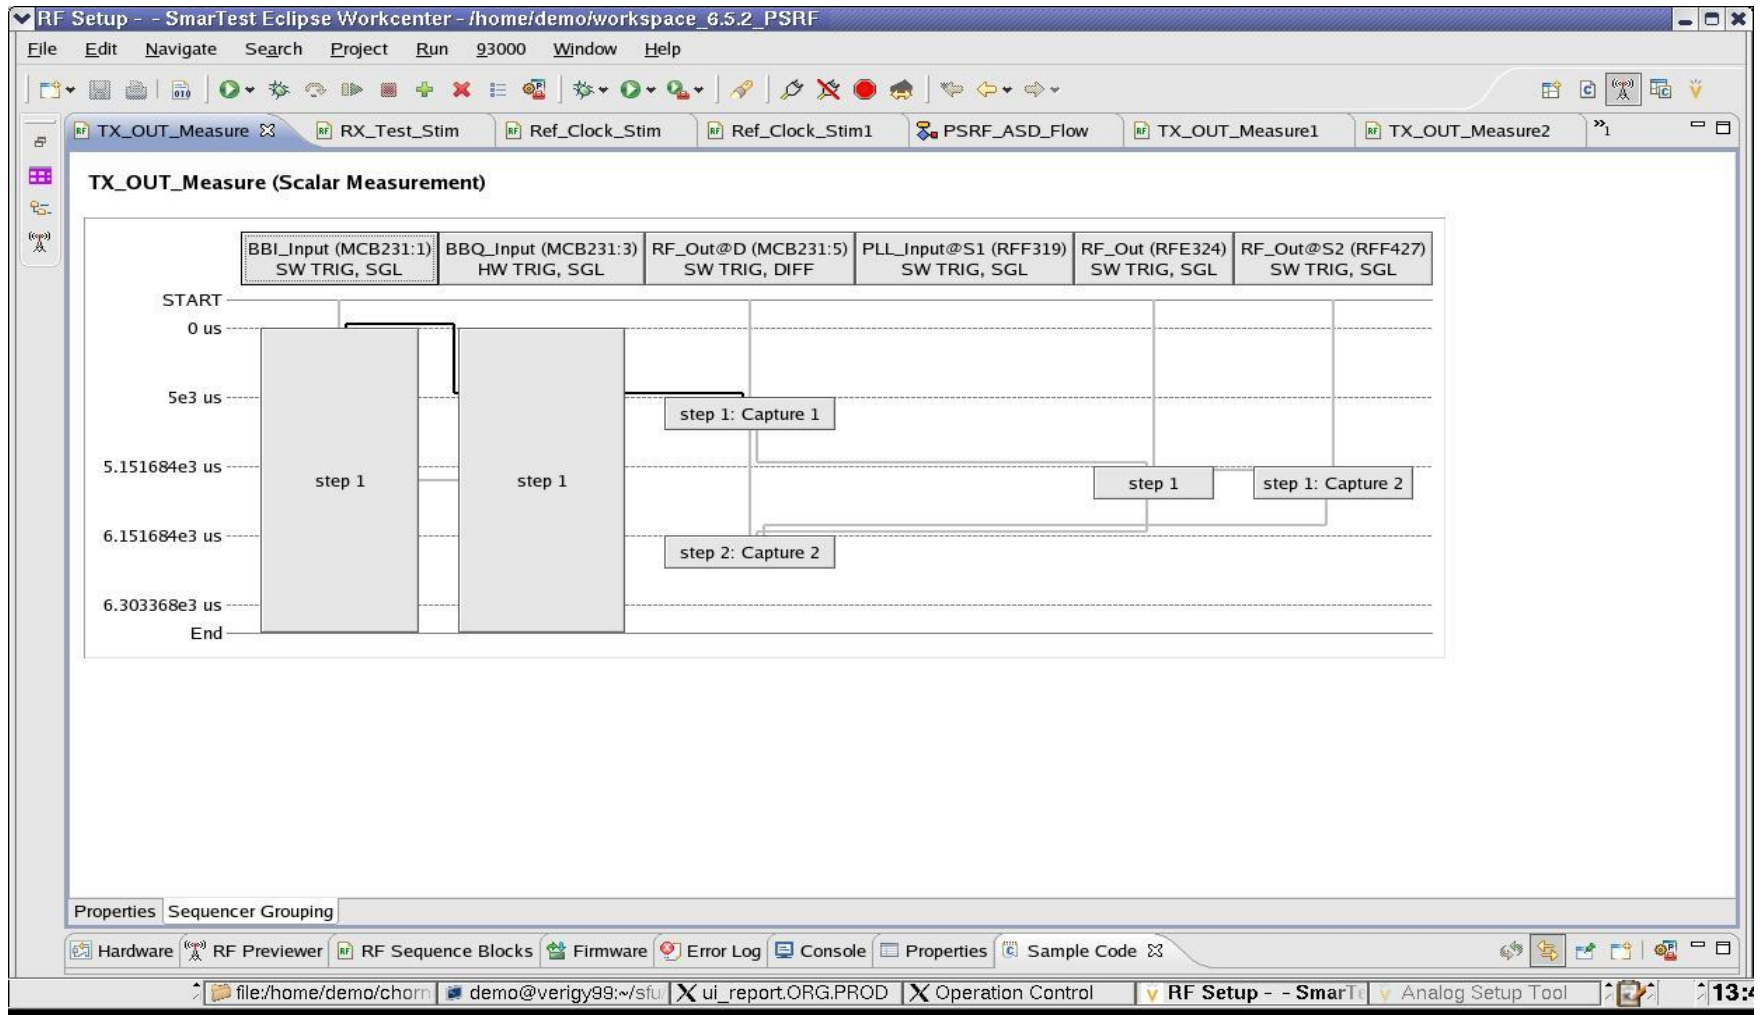 RF Setup - - SmarTest Eclipse Workcenter - /home/demo/workspace_6.5.2_PSRF
File Edit Navigate Search Project Run 93000 Window Help
TX_OUT_Measure RX_Test_Stim Ref_Clock_Stim Ref_Clock_Stim1 PSRF_ASD_Flow TX_OUT_Measure1 TX_OUT_Measure2 »1
TX_OUT_Measure (Scalar Measurement)
BBI_Input (MCB231:1) BBQ_Input (MCB231:3) RF_Out@D (MCB231:5) PLL_Input@S1 (RFF319) RF_Out (RFE324) RF_Out@S2 (RFF427)
SW TRIG, SGL HW TRIG, SGL SW TRIG, DIFF SW TRIG, SGL SW TRIG, SGL SW TRIG, SGL
START
0 us
5e3 us
step 1: Capture 1
5.151684e3 us
step 1 step 1 step 1 step 1: Capture 2
6.151684e3 us
step 2: Capture 2
6.303368e3 us
End
Properties Sequencer Grouping
Hardware RF Previewer RF Sequence Blocks Firmware Error Log Console Properties Sample Code
file:/home/demo/chorn demo@verigy99:~/sfu ui_report.ORG.PROD Operation Control RF Setup - - SmarTe Analog Setup Tool 13:4